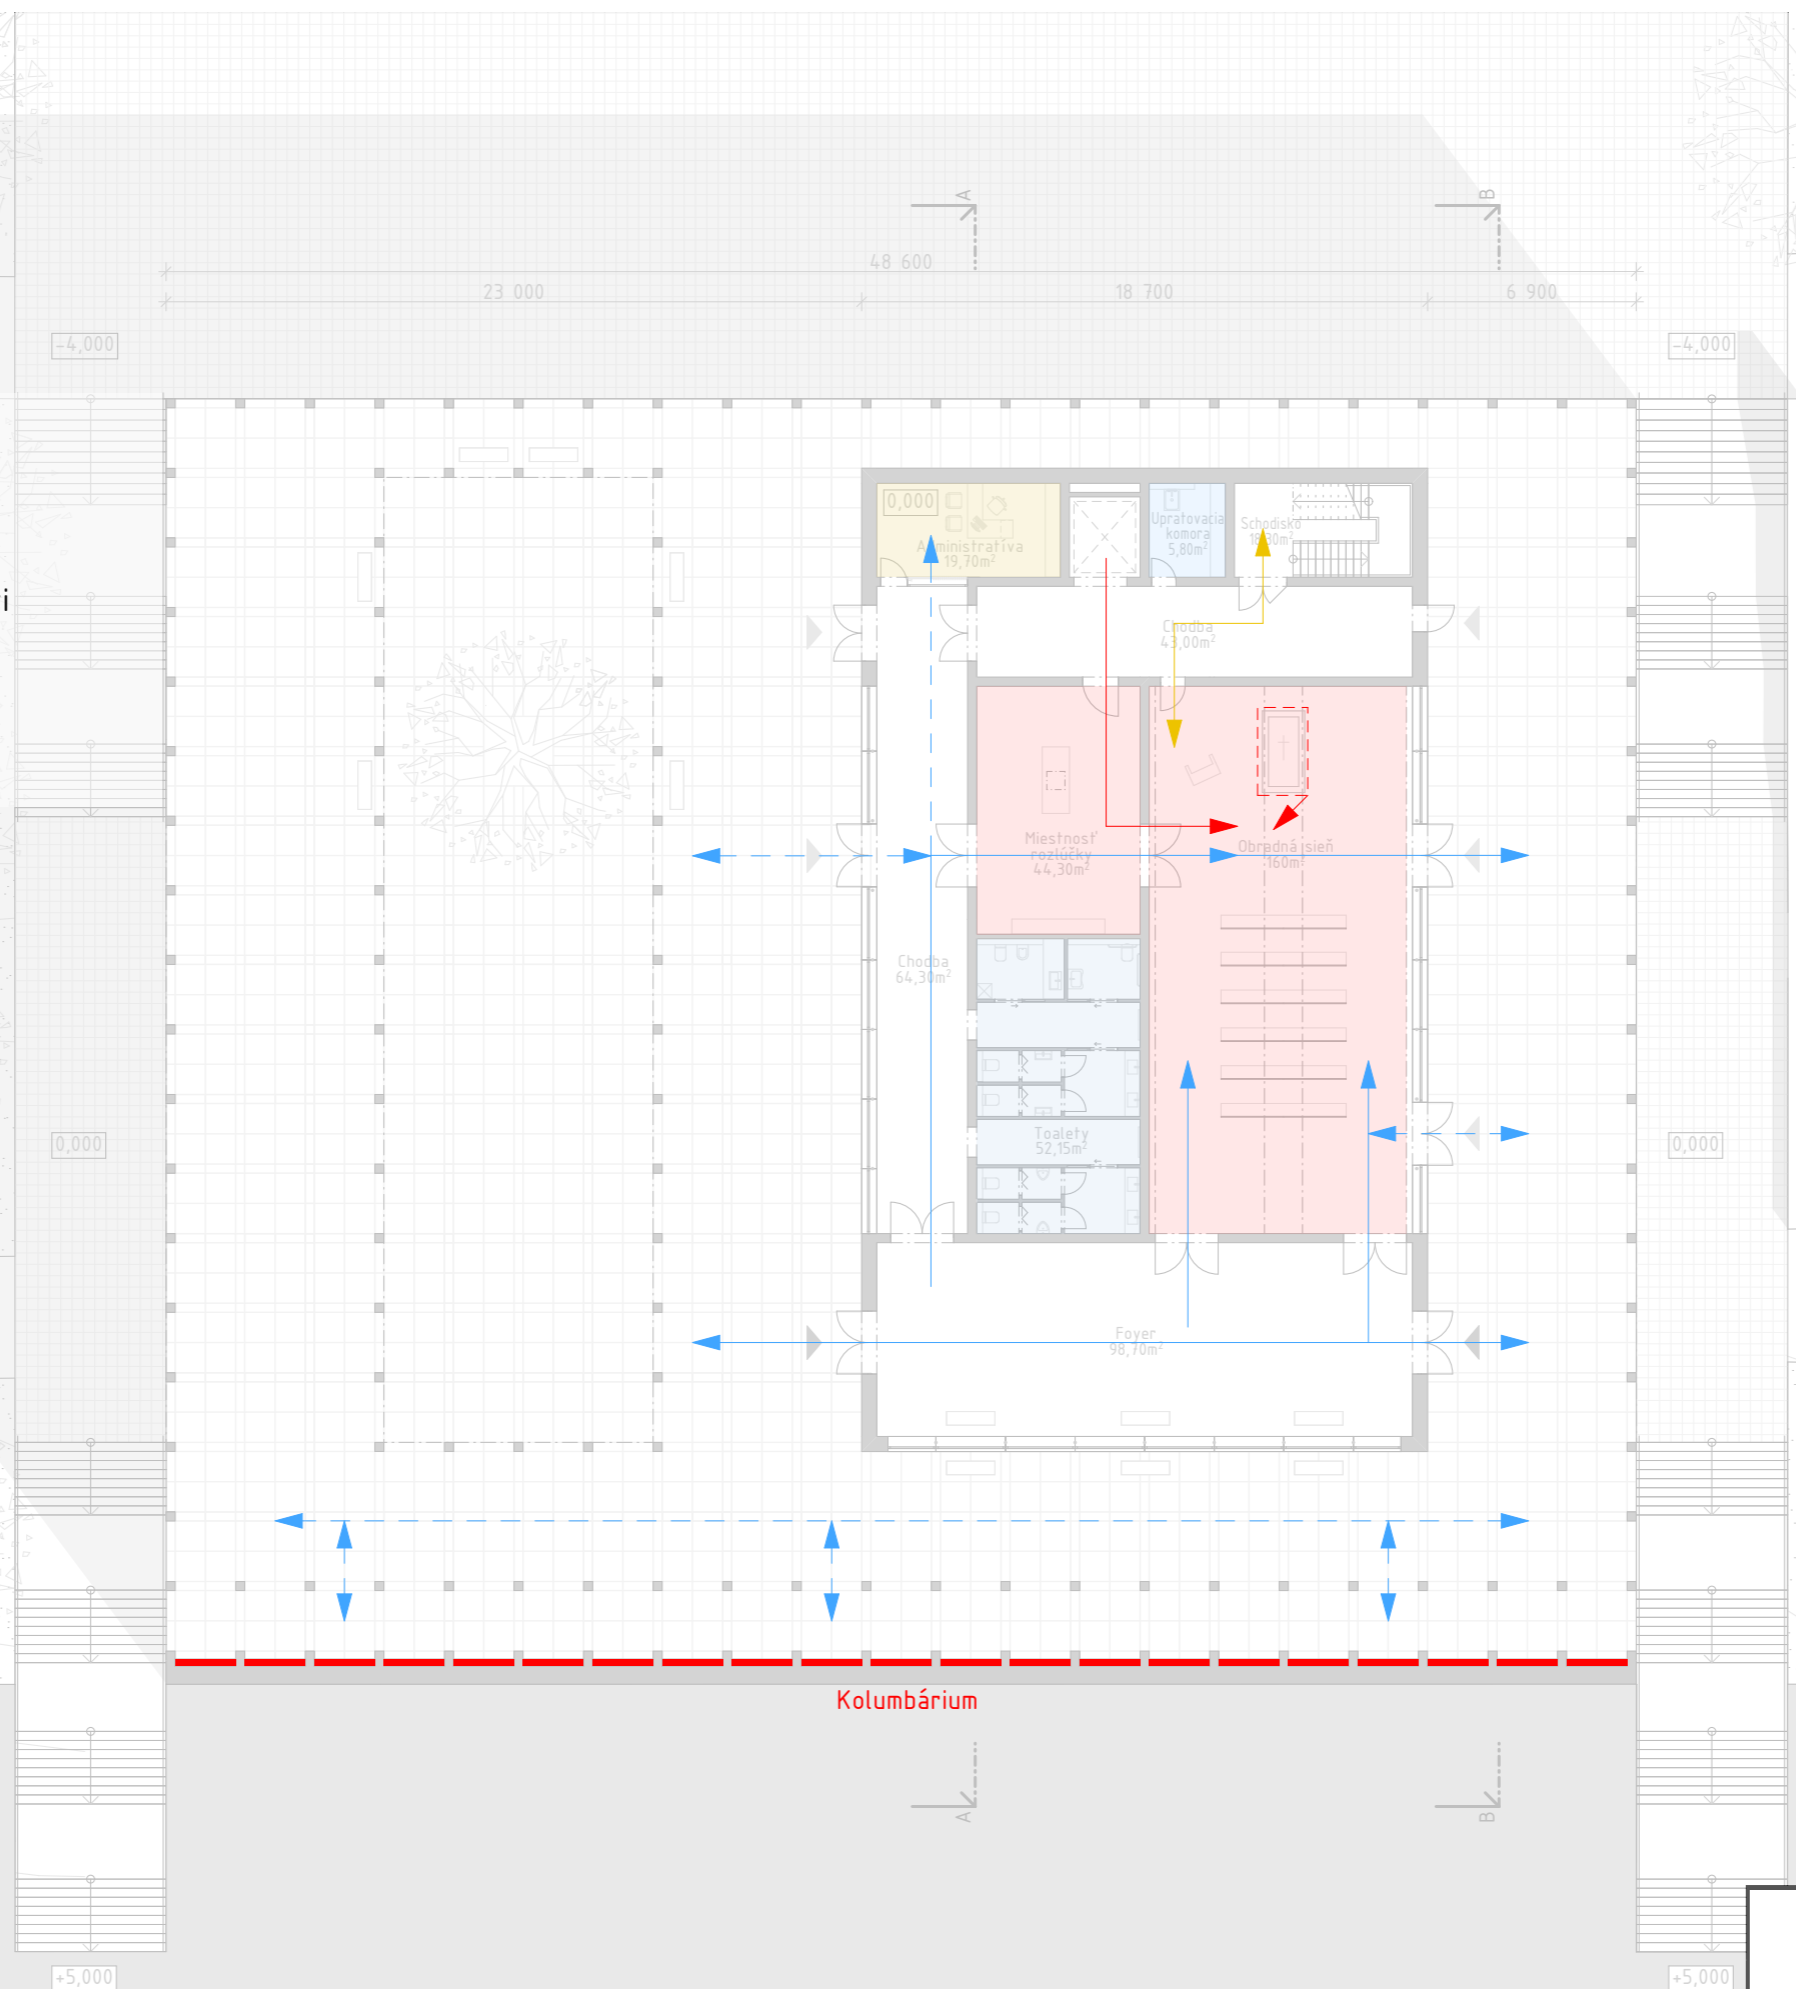 A
B
48 600
23 000
18 700
6 900
-4,000
-4,000
0,000
Administratíva
19,70m²
Upratovacia
komora
5,80m²
Schodisko
18,30m²
i
Chodba
43,00m²
Miestnosť
rozlúčky
44,30m²
Obradná sieň
160m²
Chodba
64,30m²
Toalety
52,15m²
0,000
0,000
Foyer
98,70m²
Kolumbárium
A
B
+5,000
+5,000